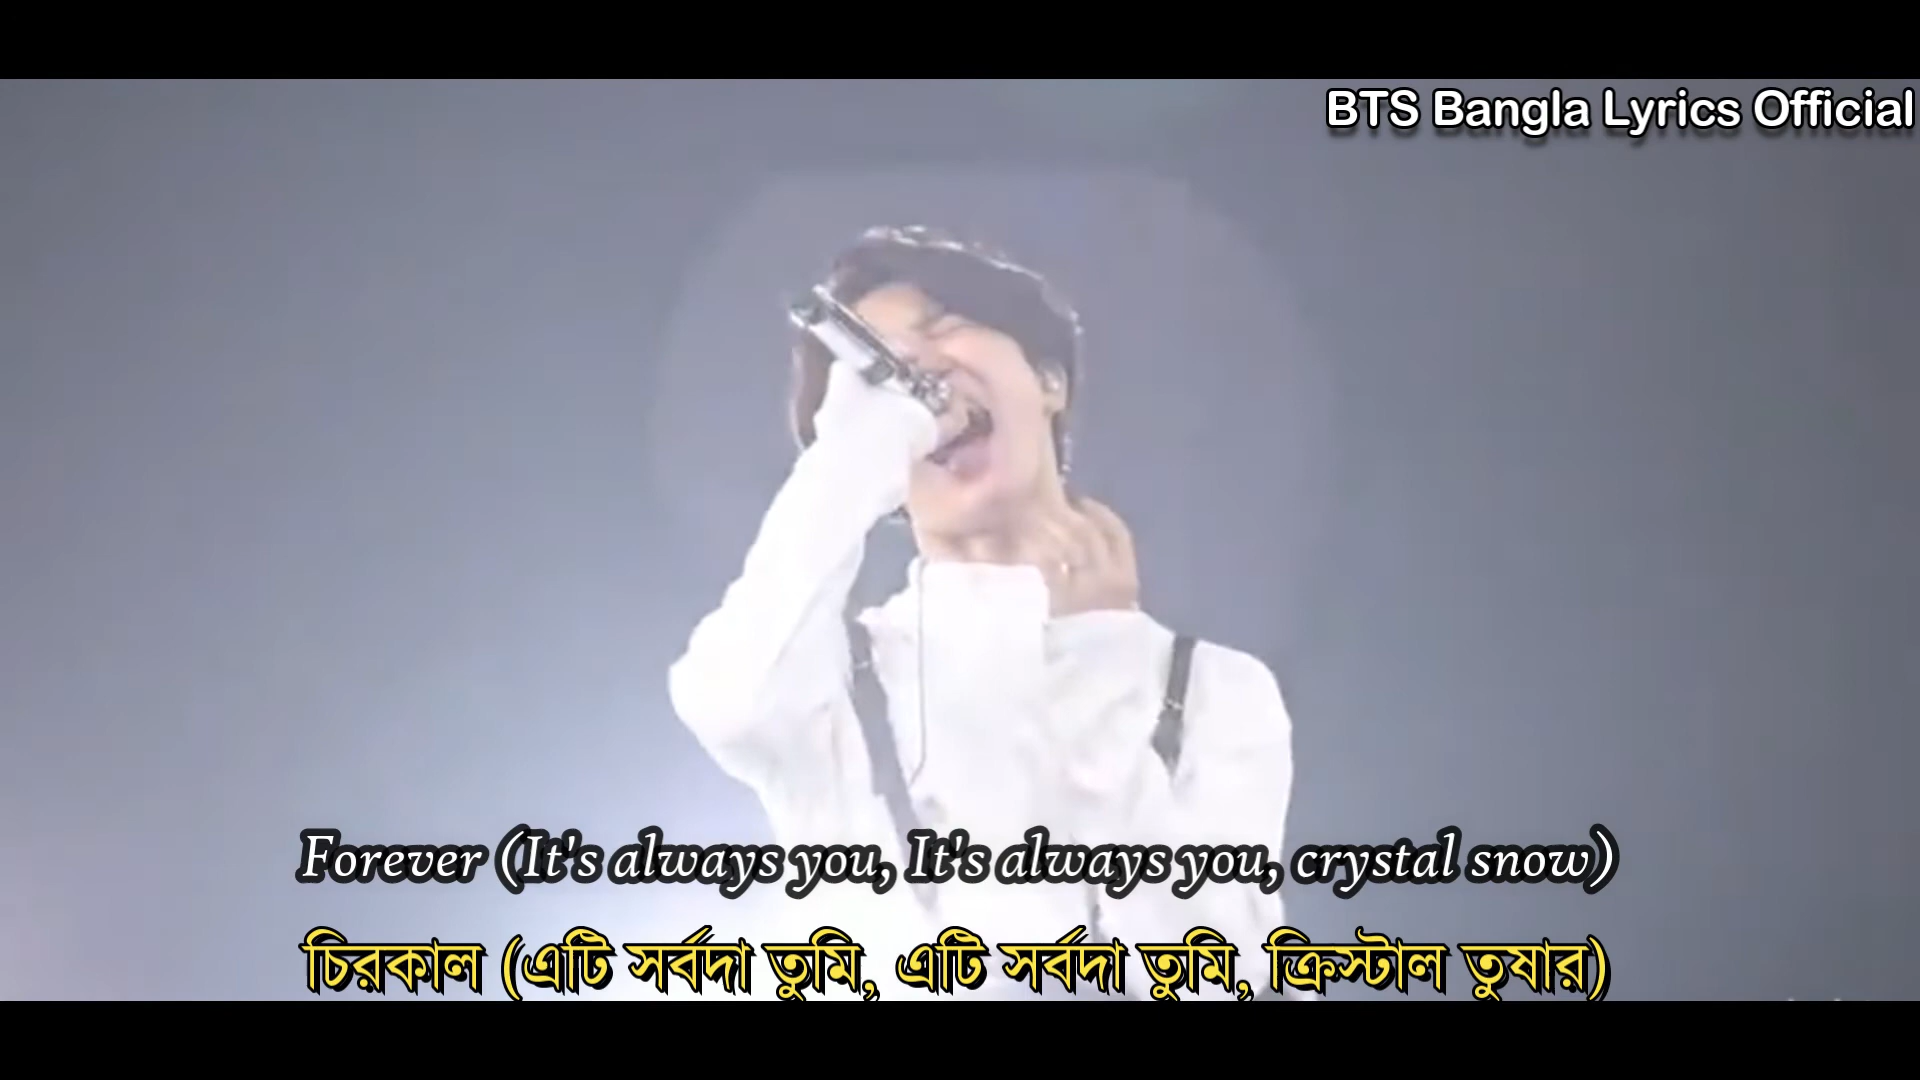 BTS Bangla Lyrics Official
Forever (It's always you, It's always you, crystal snow)
চিরকাল (এটি সর্বদা তুমি, এটি সর্বদা তুমি, ক্রিস্টাল তুষার)